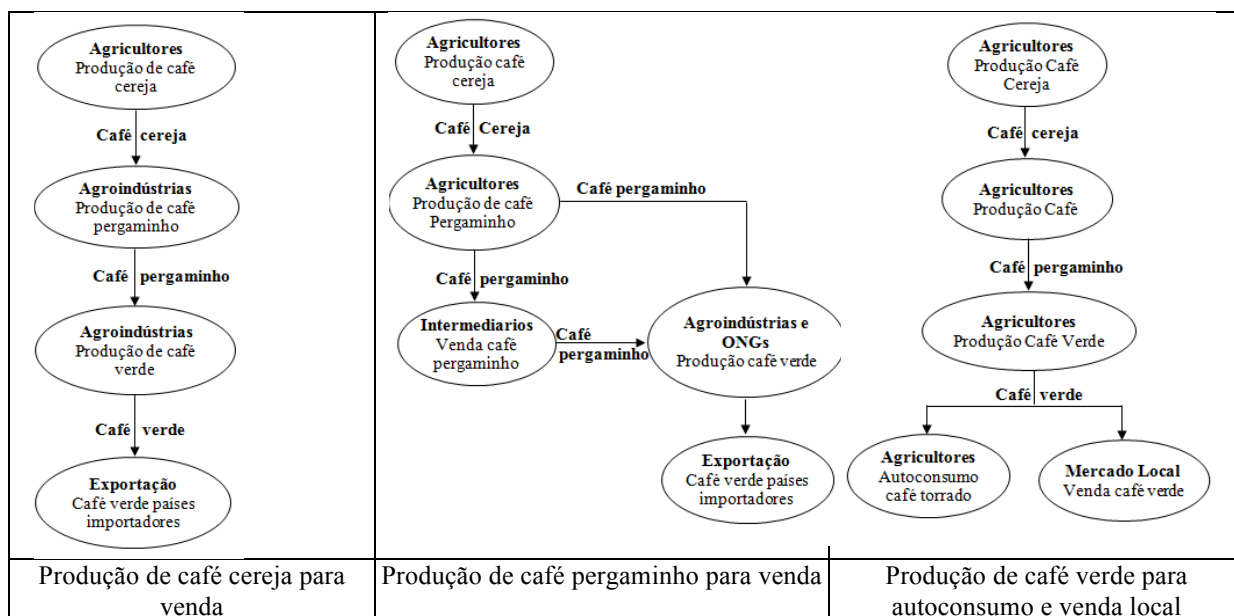 Agricultores
Produção de café
cereja
Café cereja
Agroindústrias
Produção de café
pergaminho
Café pergaminho
Agroindústrias
Produção de café
verde
Café verde
Exportação
Café verde países
importadores
Produção de café cereja para
venda
Agricultores
Produção café
cereja
Café Cereja
Agricultores
Produção de café
Pergaminho
Café pergaminho
Café pergaminho
Intermediarios
Venda café
pergaminho
Café
pergaminho
Agroindústrias e
ONGs
Produção café verde
Exportação
Café verde países
importadores
Produção de café pergaminho para venda
Agricultores
Produção Café
Cereja
Café cereja
Agricultores
Produção Café
Café pergaminho
Agricultores
Produção Café Verde
Café verde
Agricultores
Autoconsumo
café torrado
Mercado Local
Venda café verde
Produção de café verde para
autoconsumo e venda local